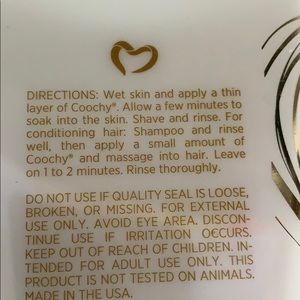 DIRECTIONS: Wet skin and apply a thin
layer of Coochy®. Allow a few minutes to
soak into the skin. Shave and rinse. For
conditioning hair: Shampoo and rinse
well, then apply a small amount of
Coochy® and massage into hair. Leave
on 1 to 2 minutes. Rinse thoroughly.
DO NOT USE IF QUALITY SEAL IS LOOSE,
BROKEN, OR MISSING. FOR EXTERNAL
USE ONLY. AVOID EYE AREA. DISCON-
TINUE USE IF IRRITATION OCCURS.
KEEP OUT OF REACH OF CHILDREN. IN-
TENDED FOR ADULT USE ONLY. THIS
PRODUCT IS NOT TESTED ON ANIMALS.
MADE IN THE USA.